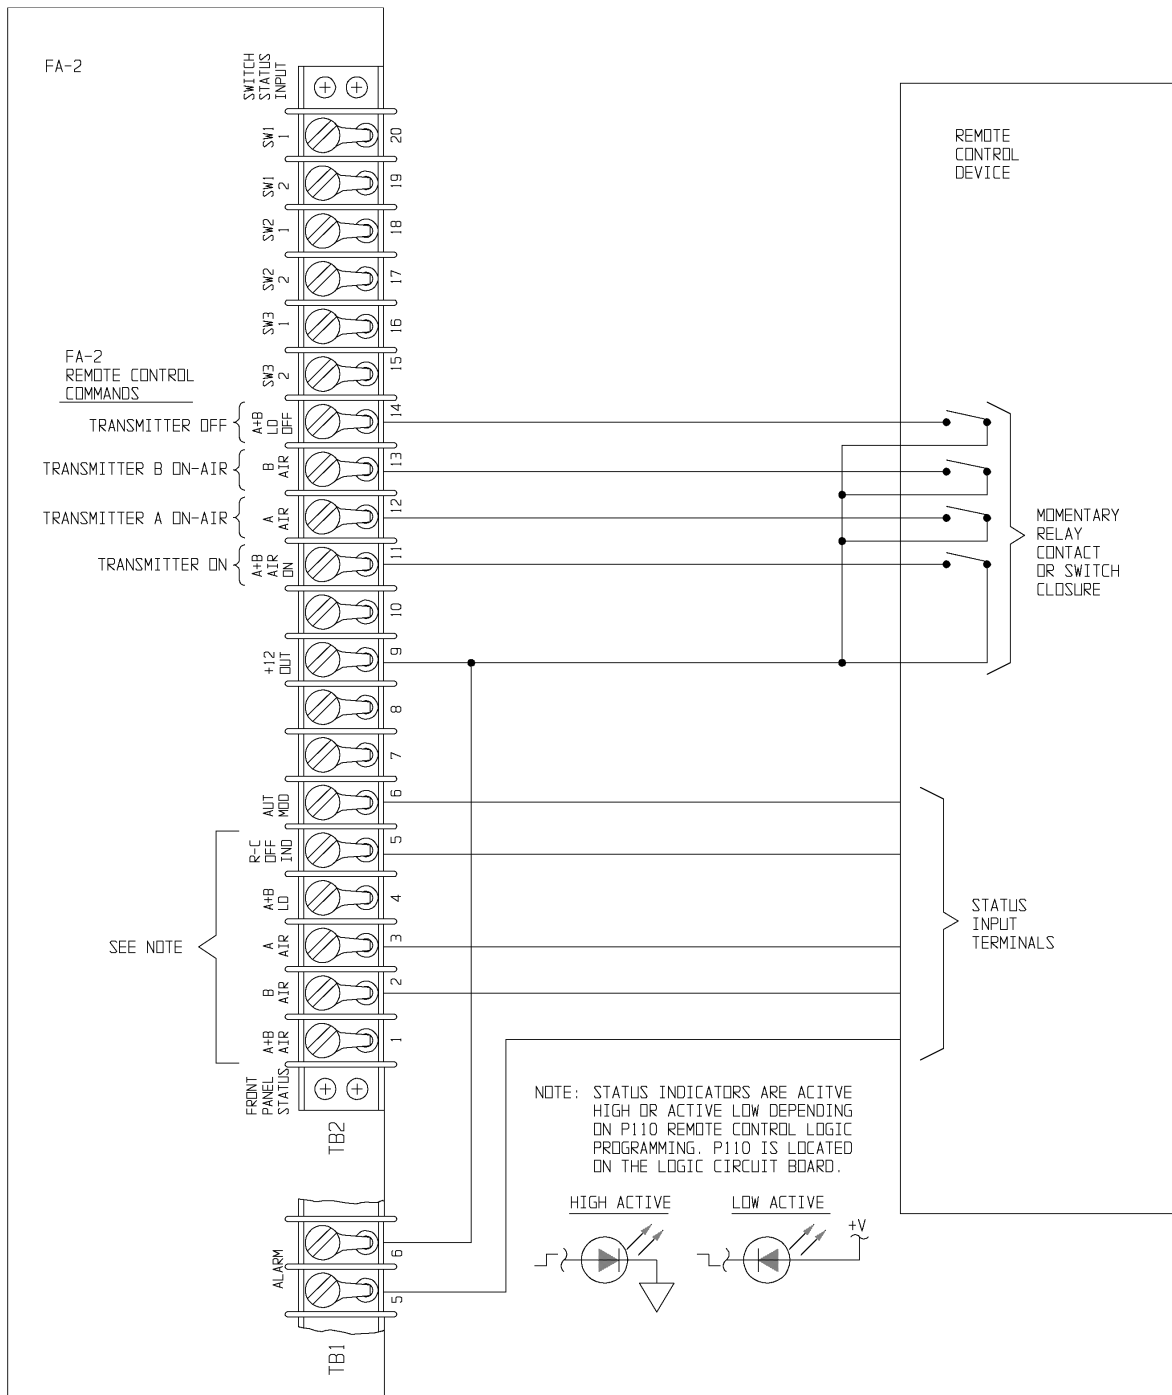 FA-2
SWITCH
STATUS
INPUT
SW1
1
20
SW1
2
19
SW2
1
18
SW2
2
17
SW3
1
16
SW3
2
15
REMOTE
CONTROL
DEVICE
FA-2
REMOTE CONTROL
COMMANDS
TRANSMITTER OFF
A+B
LD
OFF
14
TRANSMITTER B ON-AIR
B
AIR
13
TRANSMITTER A ON-AIR
A
AIR
12
TRANSMITTER ON
A+B
AIR
ON
11
10
+12
OUT
9
8
7
MOMENTARY
RELAY
CONTACT
OR SWITCH
CLOSURE
AUT
MOD
6
R-C
OFF
IND
5
A+B
LD
4
SEE NOTE
A
AIR
3
B
AIR
2
A+B
AIR
1
STATUS
INPUT
TERMINALS
FRONT
PANEL
STATUS
TB2
NOTE: STATUS INDICATORS ARE ACITVE
HIGH OR ACTIVE LOW DEPENDING
ON P110 REMOTE CONTROL LOGIC
PROGRAMMING. P110 IS LOCATED
ON THE LOGIC CIRCUIT BOARD.
HIGH ACTIVE
LOW ACTIVE
+V
ALARM
6
5
TB1